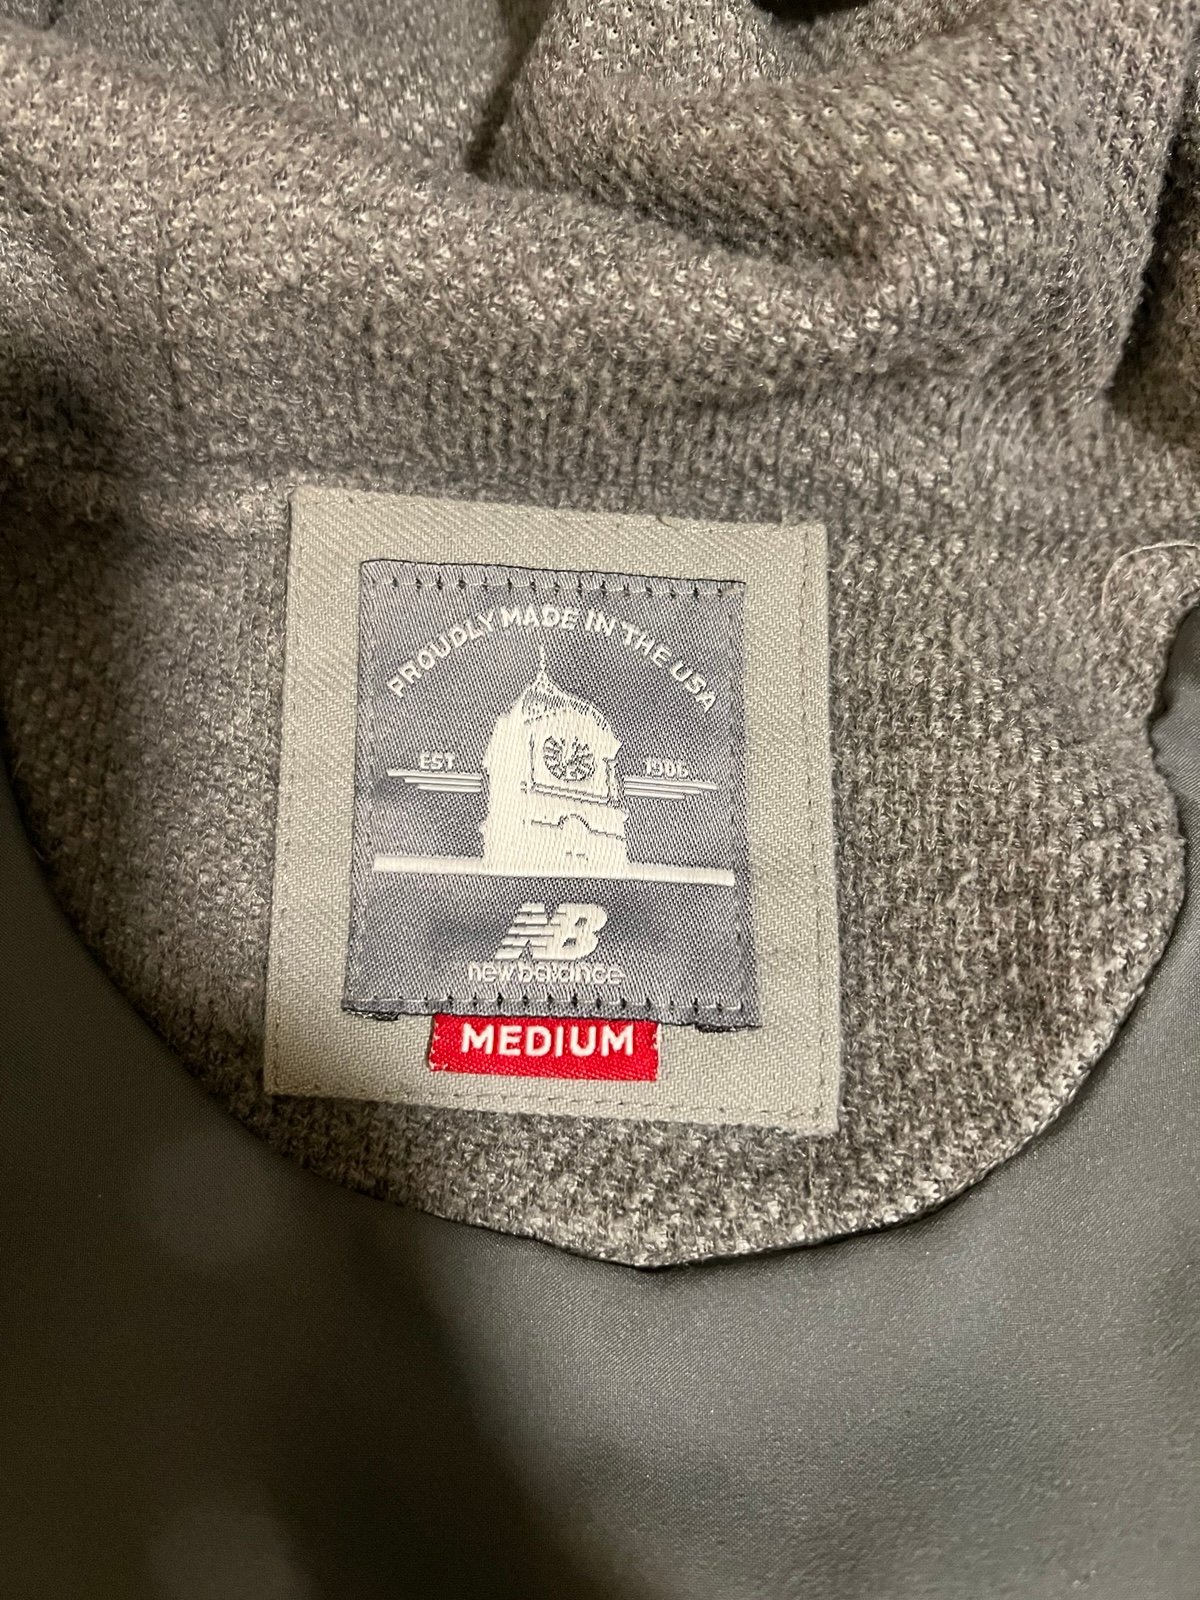 PROUDLY MADE IN THE USA
EST 1906
NB
new balance
MEDIUM